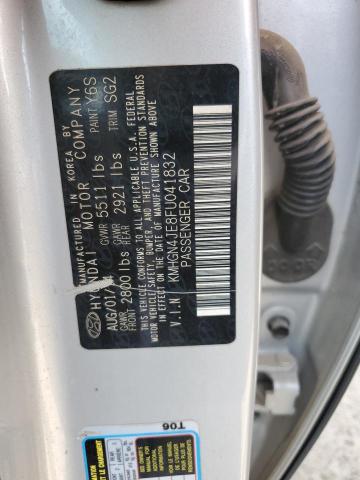 MANUFACTURED IN KOREA BY
HYUNDAI MOTOR COMPANY
AUG/01/ GVWR 5511 lbs PAINT Y6S
GAWR FRONT 2800 lbs GAWR REAR 2921 lbs TRIM SG2
THIS VEHICLE CONFORMS TO ALL APPLICABLE U.S.A. FEDERAL
MOTOR VEHICLE SAFETY, BUMPER, AND THEFT PREVENTION STANDARDS
IN EFFECT ON THE DATE OF MANUFACTURE SHOWN ABOVE.
V.I.N KMHGN4JE8FU041832
PASSENGER CAR
T06